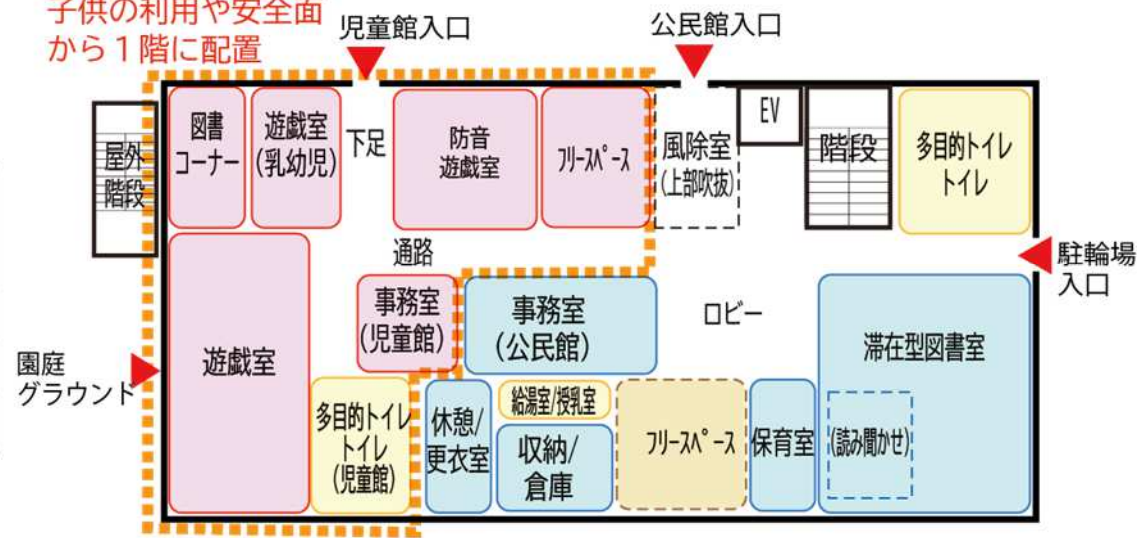 子供の利用や安全面
から１階に配置
児童館入口
公民館入口
図書
コーナー
遊戯室
(乳幼児)
下足
防音
遊戯室
ﾌﾘｰｽﾍﾟｰｽ
風除室
(上部吹抜)
EV
階段
多目的トイレ
トイレ
屋外
階段
通路
駐輪場
入口
事務室
(児童館)
事務室
(公民館)
ロビー
滞在型図書室
遊戯室
園庭
グラウンド
多目的トイレ
トイレ
(児童館)
休憩/
更衣室
給湯室/授乳室
収納/
倉庫
ﾌﾘｰｽﾍﾟｰｽ
保育室
(読み聞かせ)